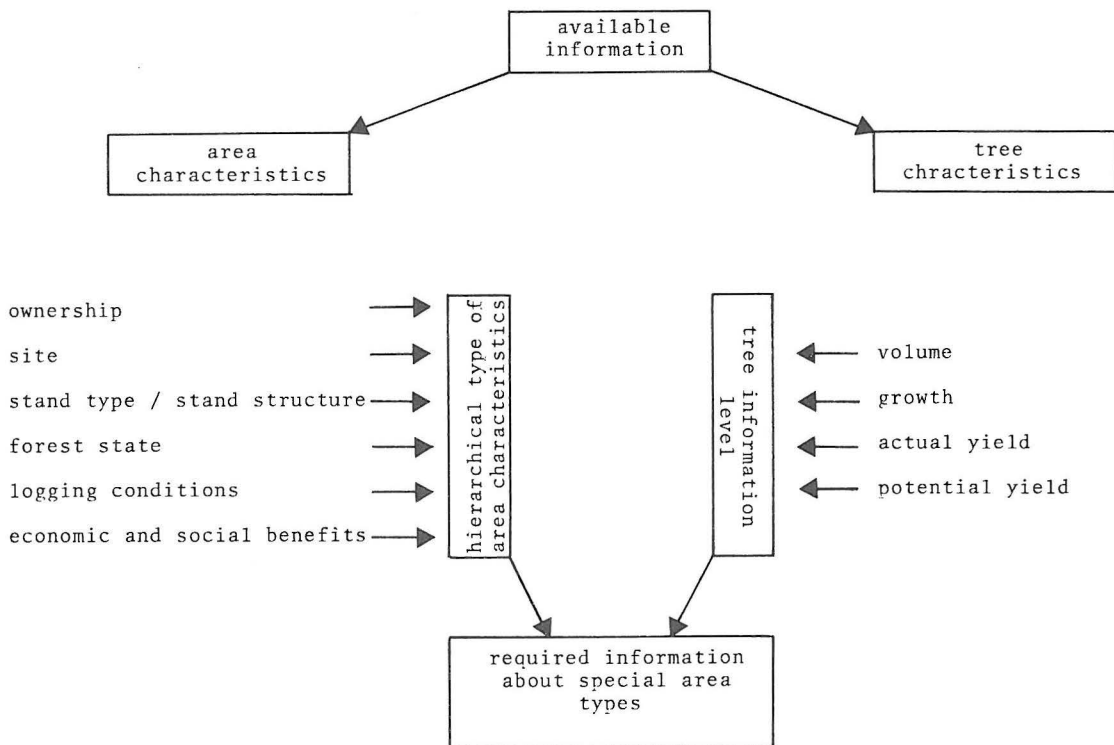 available
information
area
characteristics
tree
chracteristics
ownership
site
stand type / stand structure
forest state
logging conditions
economic and social benefits
hierarchical type of
area characteristics
tree information
level
volume
growth
actual yield
potential yield
required information
about special area
types